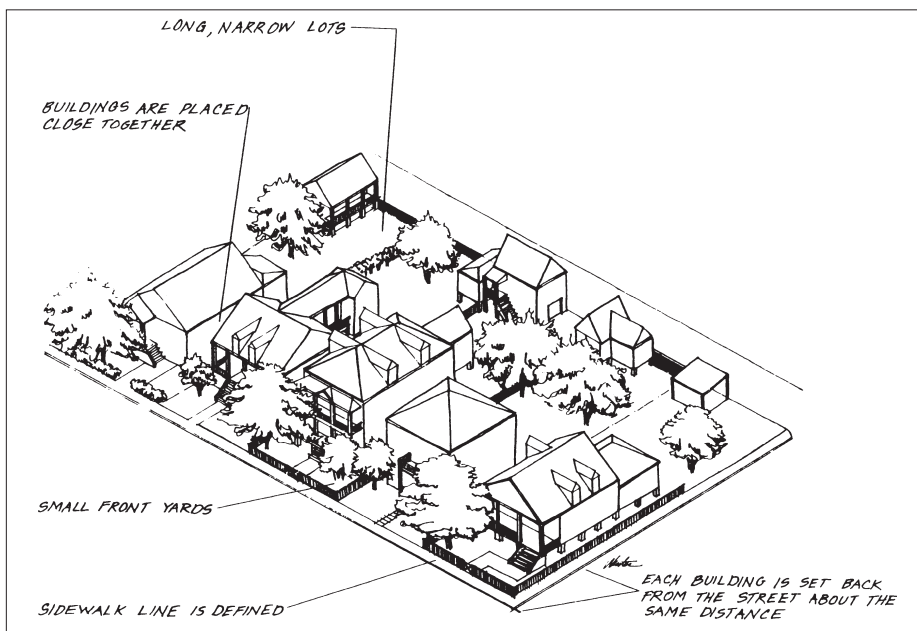 LONG, NARROW LOTS
BUILDINGS ARE PLACED
CLOSE TOGETHER
SMALL FRONT YARDS
SIDEWALK LINE IS DEFINED
EACH BUILDING IS SET BACK
FROM THE STREET ABOUT THE
SAME DISTANCE